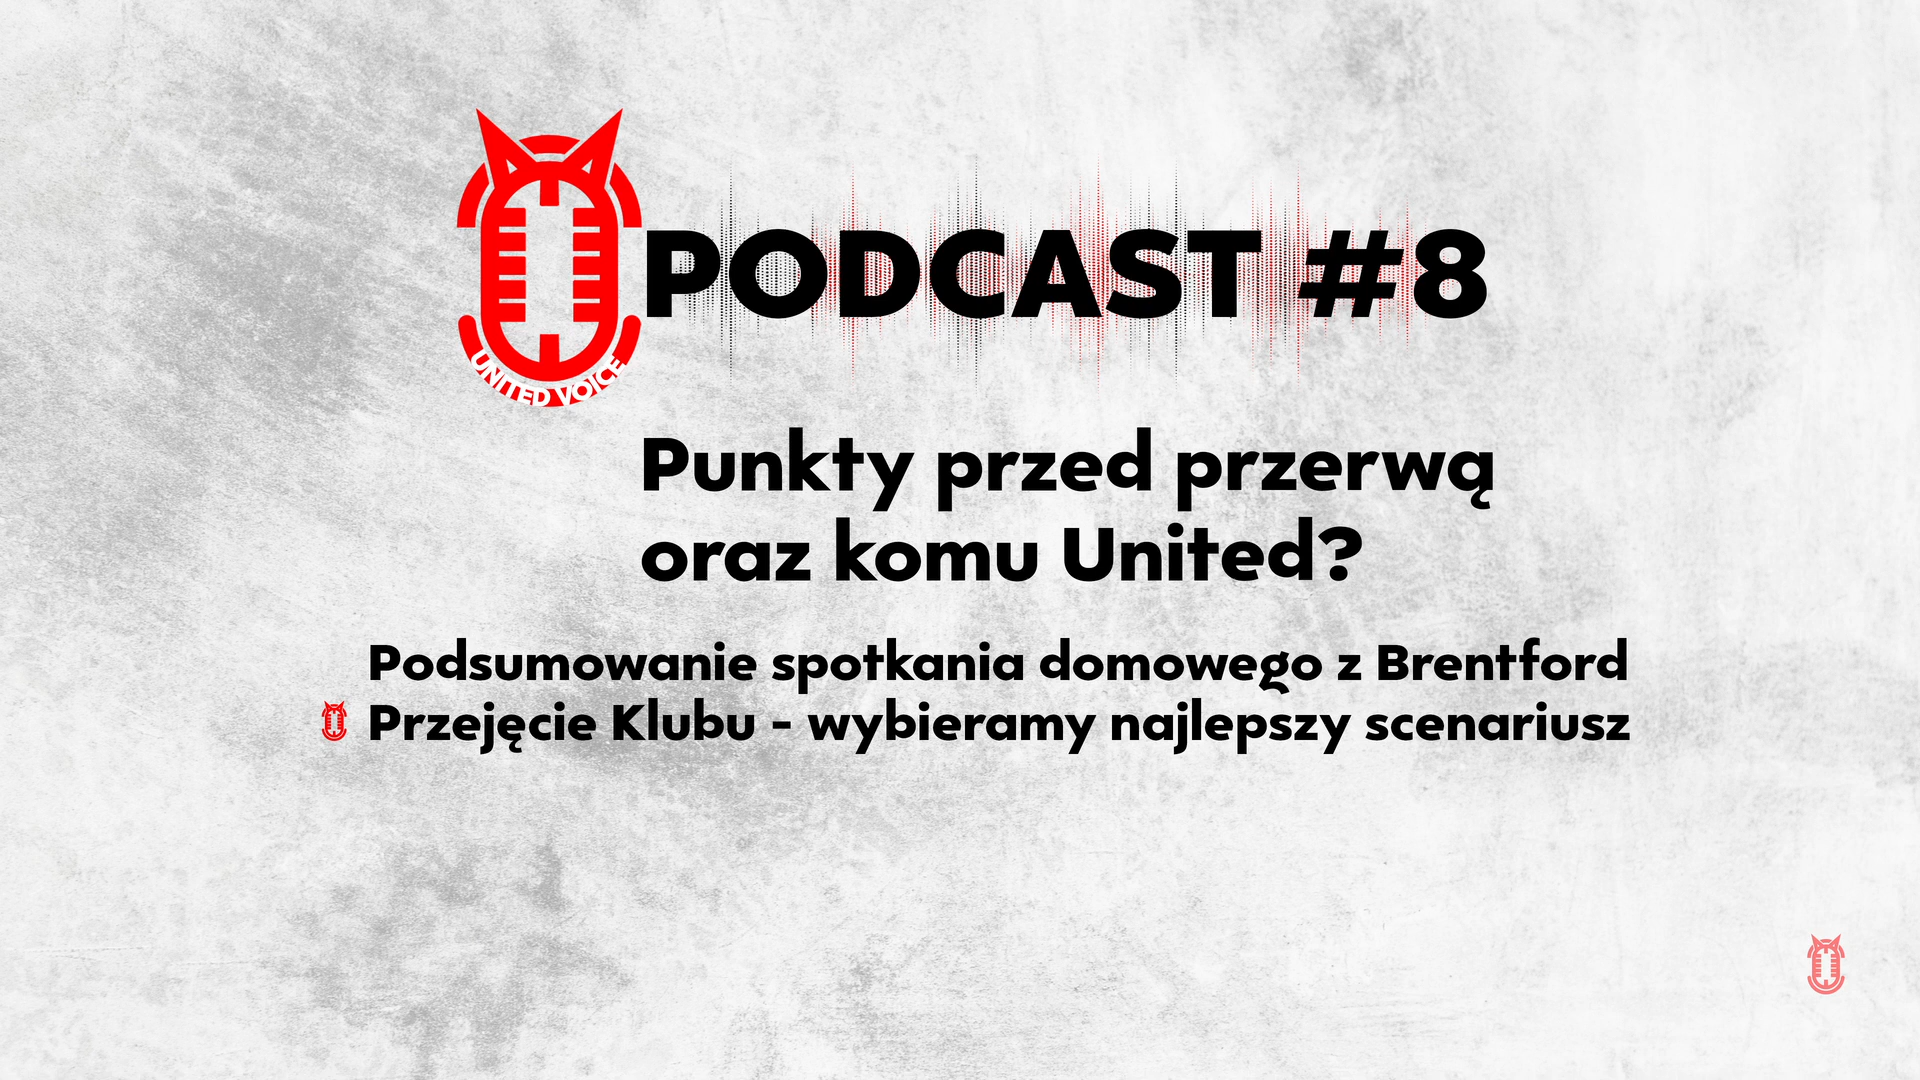 PODCAST #8
UNITED VOICE
Punkty przed przerwą
oraz komu United?
Podsumowanie spotkania domowego z Brentford
Przejęcie Klubu - wybieramy najlepszy scenariusz